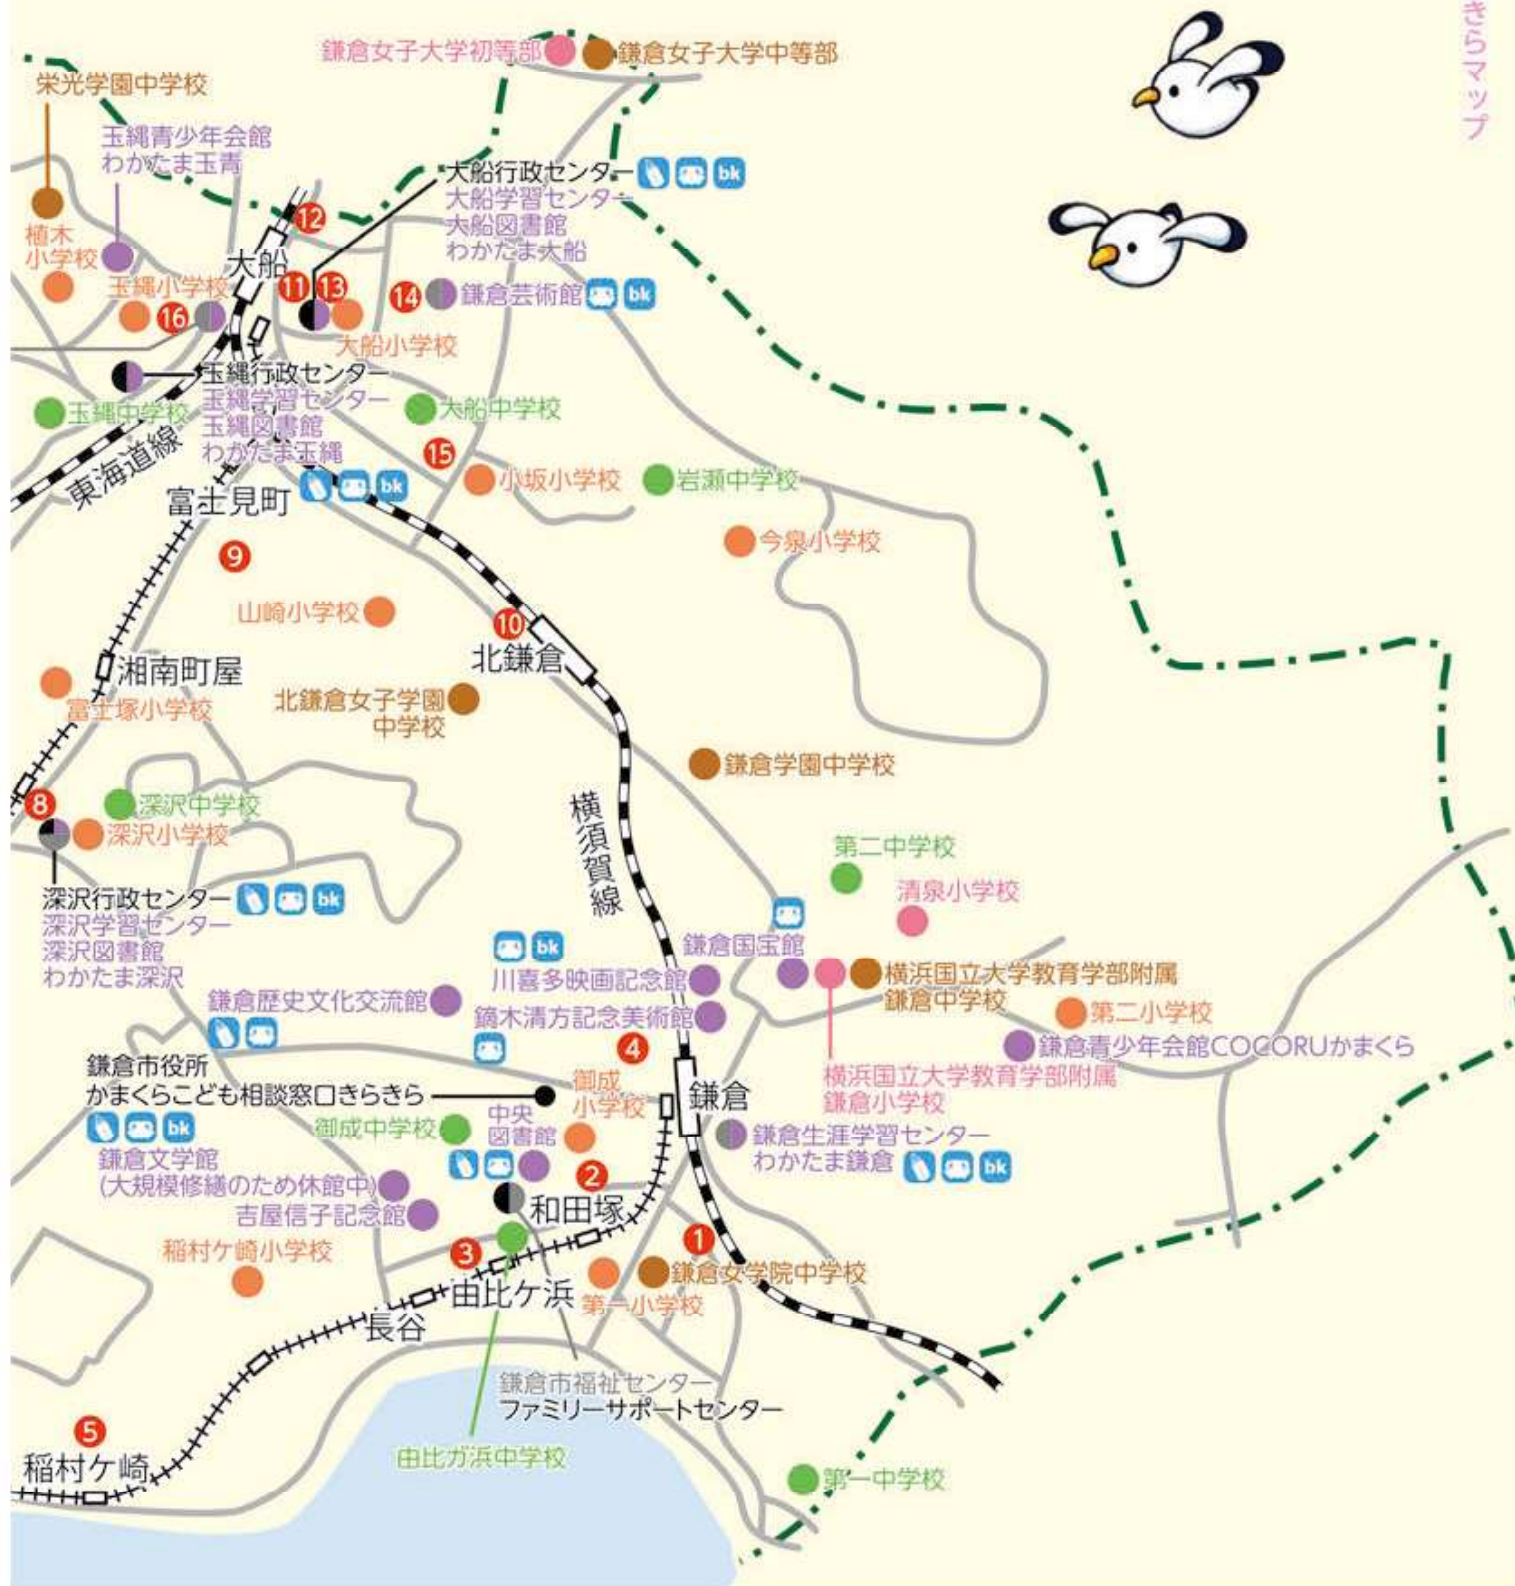 きらマップ
鎌倉女子大学初等部
鎌倉女子大学中等部
栄光学園中学校
玉縄青少年会館
わかたま玉青
大船行政センター bk
大船学習センター
大船図書館
わかたま大船
12
植木
小学校
大船
玉縄小学校
11 13
14
鎌倉芸術館 bk
16
大船小学校
玉縄行政センター
玉縄学習センター
玉縄図書館
わかたま玉縄
bk
玉縄中学校
大船中学校
東海道線
15
小坂小学校
岩瀬中学校
富士見町
今泉小学校
9
山崎小学校
10
北鎌倉
湘南町屋
富士塚小学校
北鎌倉女子学園
中学校
鎌倉学園中学校
横須賀線
8
深沢中学校
深沢小学校
第二中学校
清泉小学校
深沢行政センター bk
深沢学習センター
深沢図書館
わかたま深沢
bk
鎌倉国宝館
川喜多映画記念館
横浜国立大学教育学部附属
鎌倉中学校
鎌倉歴史文化交流館
鏑木清方記念美術館
第二小学校
鎌倉青少年会館COCORUかまくら
4
横浜国立大学教育学部附属
鎌倉小学校
鎌倉市役所
かまくらこども相談窓口きらきら
bk
御成
小学校
鎌倉
御成中学校
中央
図書館
鎌倉生涯学習センター
わかたま鎌倉 bk
鎌倉文学館
(大規模修繕のため休館中)
2
吉屋信子記念館
和田塚
稲村ケ崎小学校
3
1
鎌倉女学院中学校
由比ケ浜
第一小学校
長谷
鎌倉市福祉センター
ファミリーサポートセンター
5
稲村ケ崎
由比ガ浜中学校
第一中学校